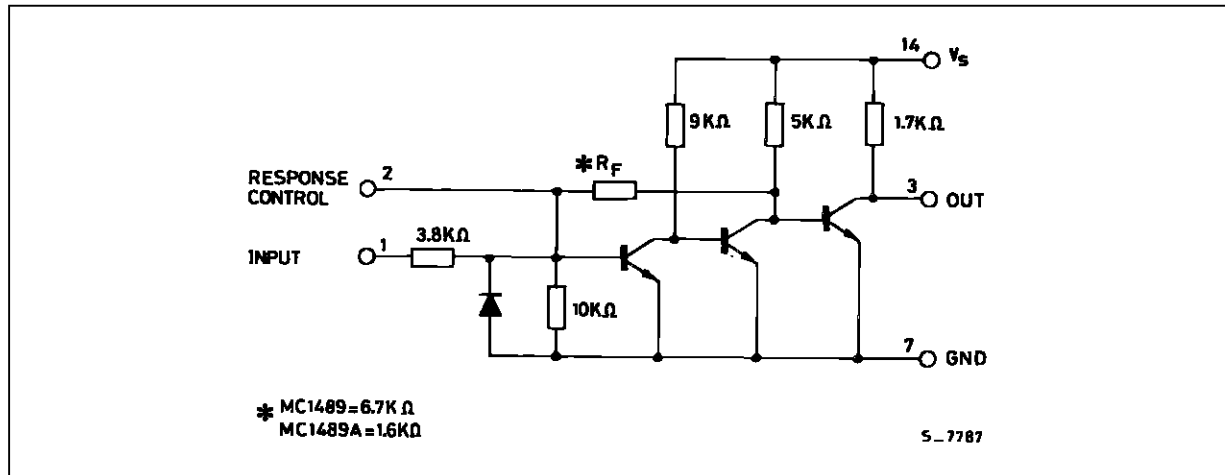 14
Vs
9KΩ
5KΩ
1.7KΩ
*RF
RESPONSE
CONTROL
2
3
OUT
3.8KΩ
INPUT
1
10KΩ
7
GND
* MC1489=6.7KΩ
MC1489A=1.6KΩ
S_7787